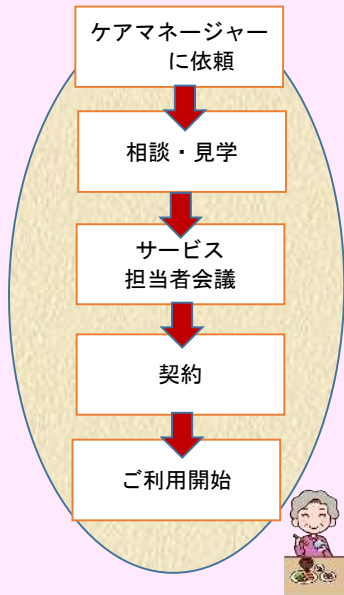 ケアマネージャー
に依頼
相談・見学
サービス
担当者会議
契約
ご利用開始